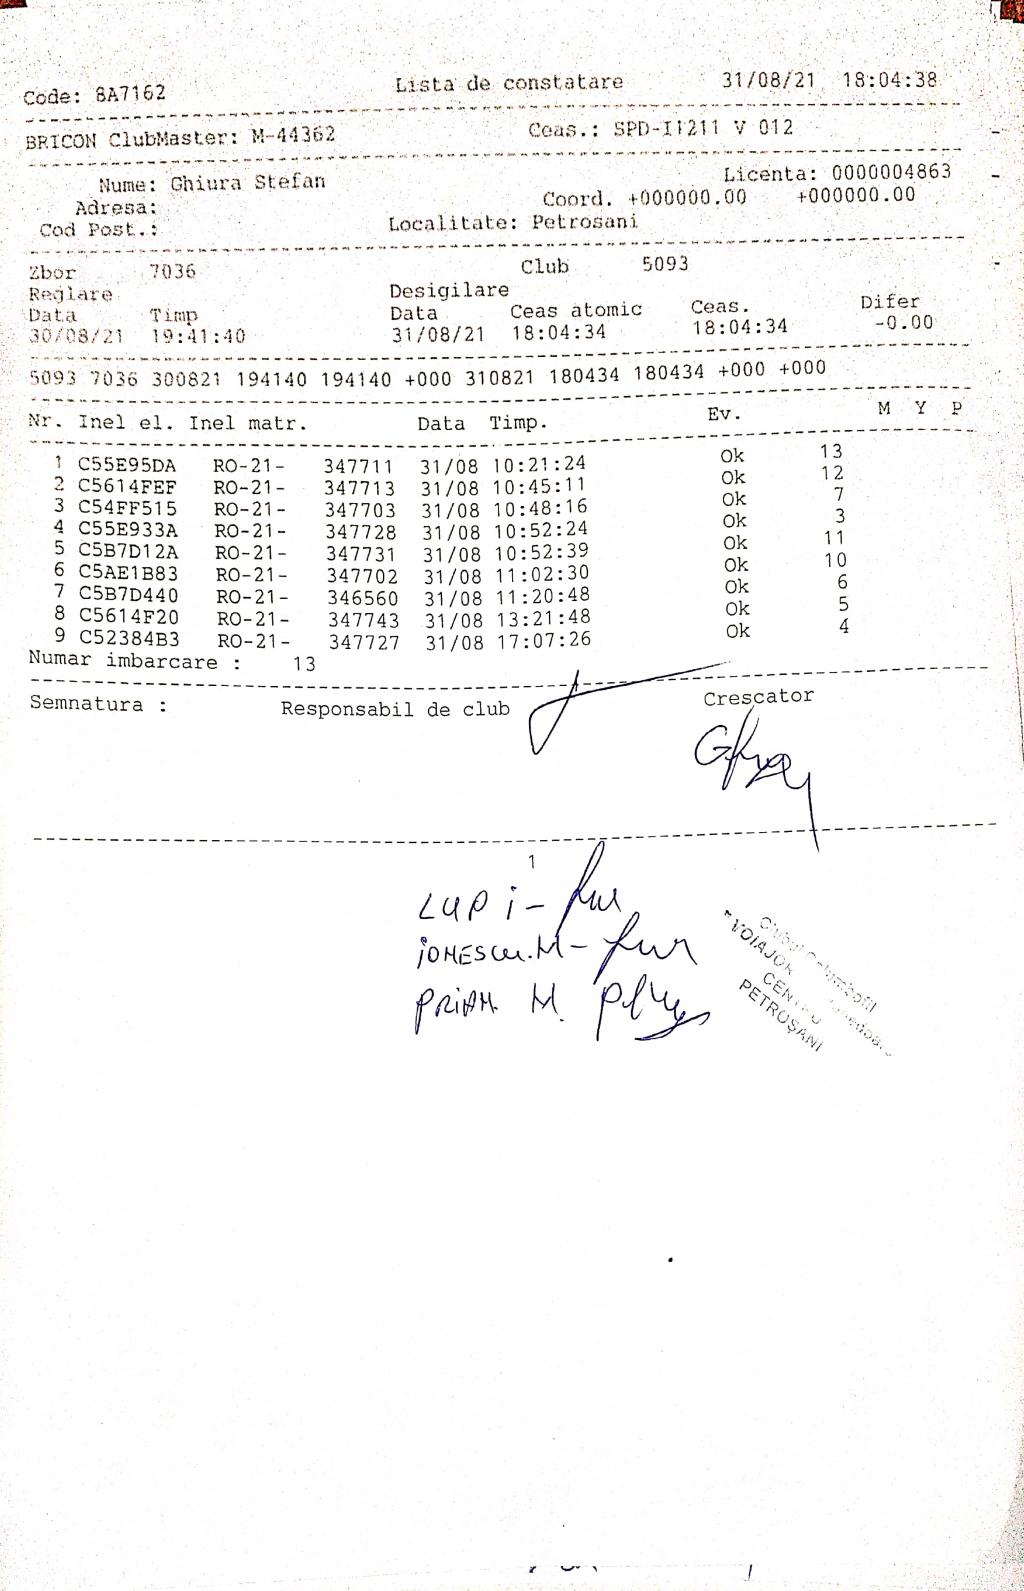 Code: 8A7162 Lista de constatare 31/08/21 18:04:38
BRICON ClubMaster: M-44362 Ceas.: SPD-I1211 V 012
Nume: Ghiura Stefan Licenta: 0000004863
Adresa: Coord. +000000.00 +000000.00
Cod Post.: Localitate: Petrosani
Zbor 7036 Club 5093
Reglare Desigilare
Data Timp Data Ceas atomic Ceas. Difer
30/08/21 19:41:40 31/08/21 18:04:34 18:04:34 -0.00
5093 7036 300821 194140 194140 +000 310821 180434 180434 +000 +000
Nr. Inel el. Inel matr. Data Timp. Ev. M Y P
1 C55E95DA RO-21- 347711 31/08 10:21:24 Ok 13
2 C5614FEF RO-21- 347713 31/08 10:45:11 Ok 12
3 C54FF515 RO-21- 347703 31/08 10:48:16 Ok 7
4 C55E933A RO-21- 347728 31/08 10:52:24 Ok 3
5 C5B7D12A RO-21- 347731 31/08 10:52:39 Ok 11
6 C5AE1B83 RO-21- 347702 31/08 11:02:30 Ok 10
7 C5B7D440 RO-21- 346560 31/08 11:20:48 Ok 6
8 C5614F20 RO-21- 347743 31/08 13:21:48 Ok 5
9 C52384B3 RO-21- 347727 31/08 17:07:26 Ok 4
Numar imbarcare : 13
Semnatura : Responsabil de club Crescator
1
LUP i -
iONESCU.M -
PRIAM. M.
Clubul Columbofil
"VOIAJOR
CENTRU
PETROȘANI